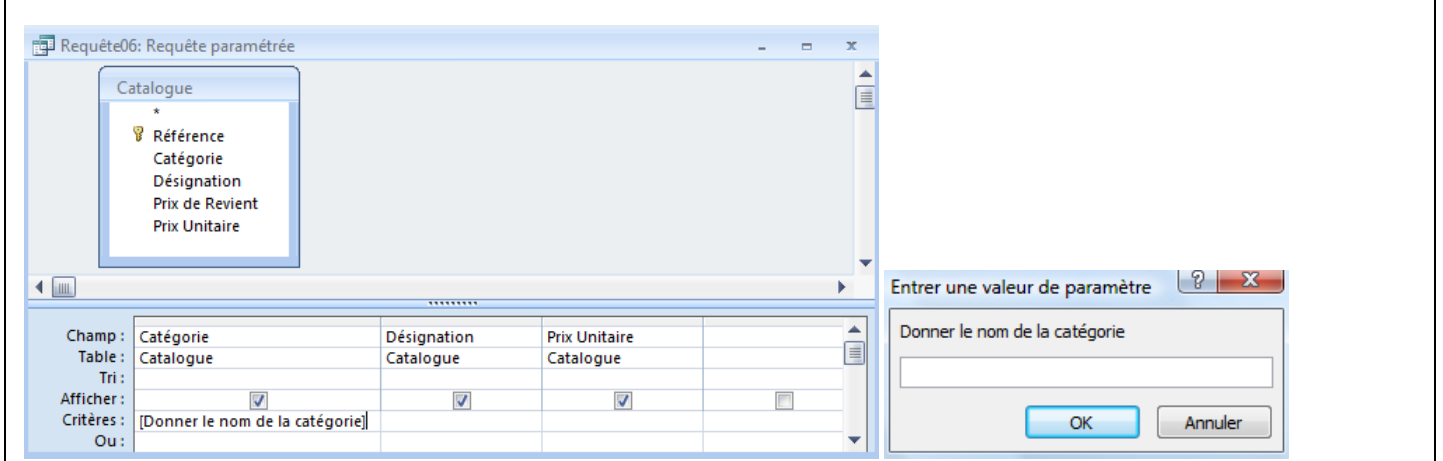 Requête06: Requête paramétrée
Catalogue
*
Référence
Catégorie
Désignation
Prix de Revient
Prix Unitaire
Champ : Catégorie Désignation Prix Unitaire
Table : Catalogue Catalogue Catalogue
Tri :
Afficher :
Critères : [Donner le nom de la catégorie]
Ou :
Entrer une valeur de paramètre
Donner le nom de la catégorie
OK Annuler